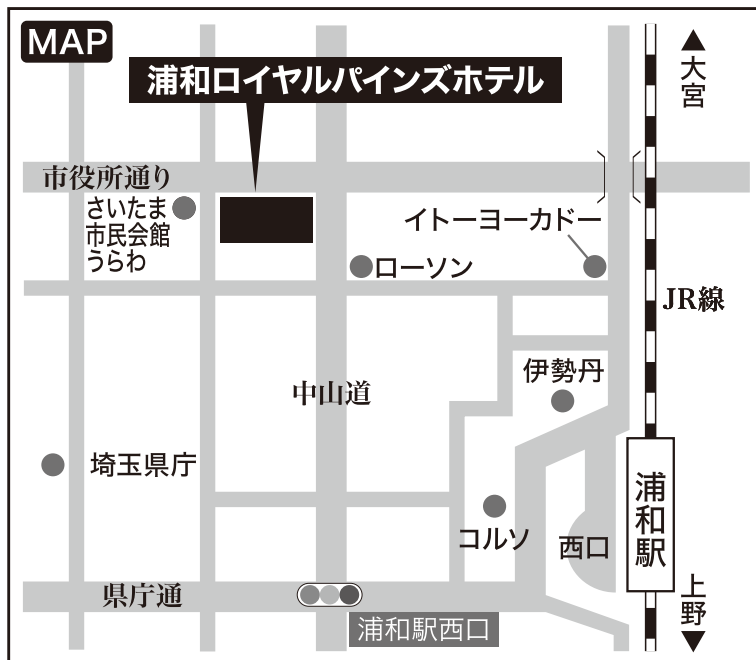 MAP
浦和ロイヤルパインズホテル
▲大宮
市役所通り
さいたま
市民会館
うらわ
イトーヨーカドー
ローソン
JR線
伊勢丹
中山道
埼玉県庁
浦和駅
コルソ
西口
県庁通
上野▼
浦和駅西口